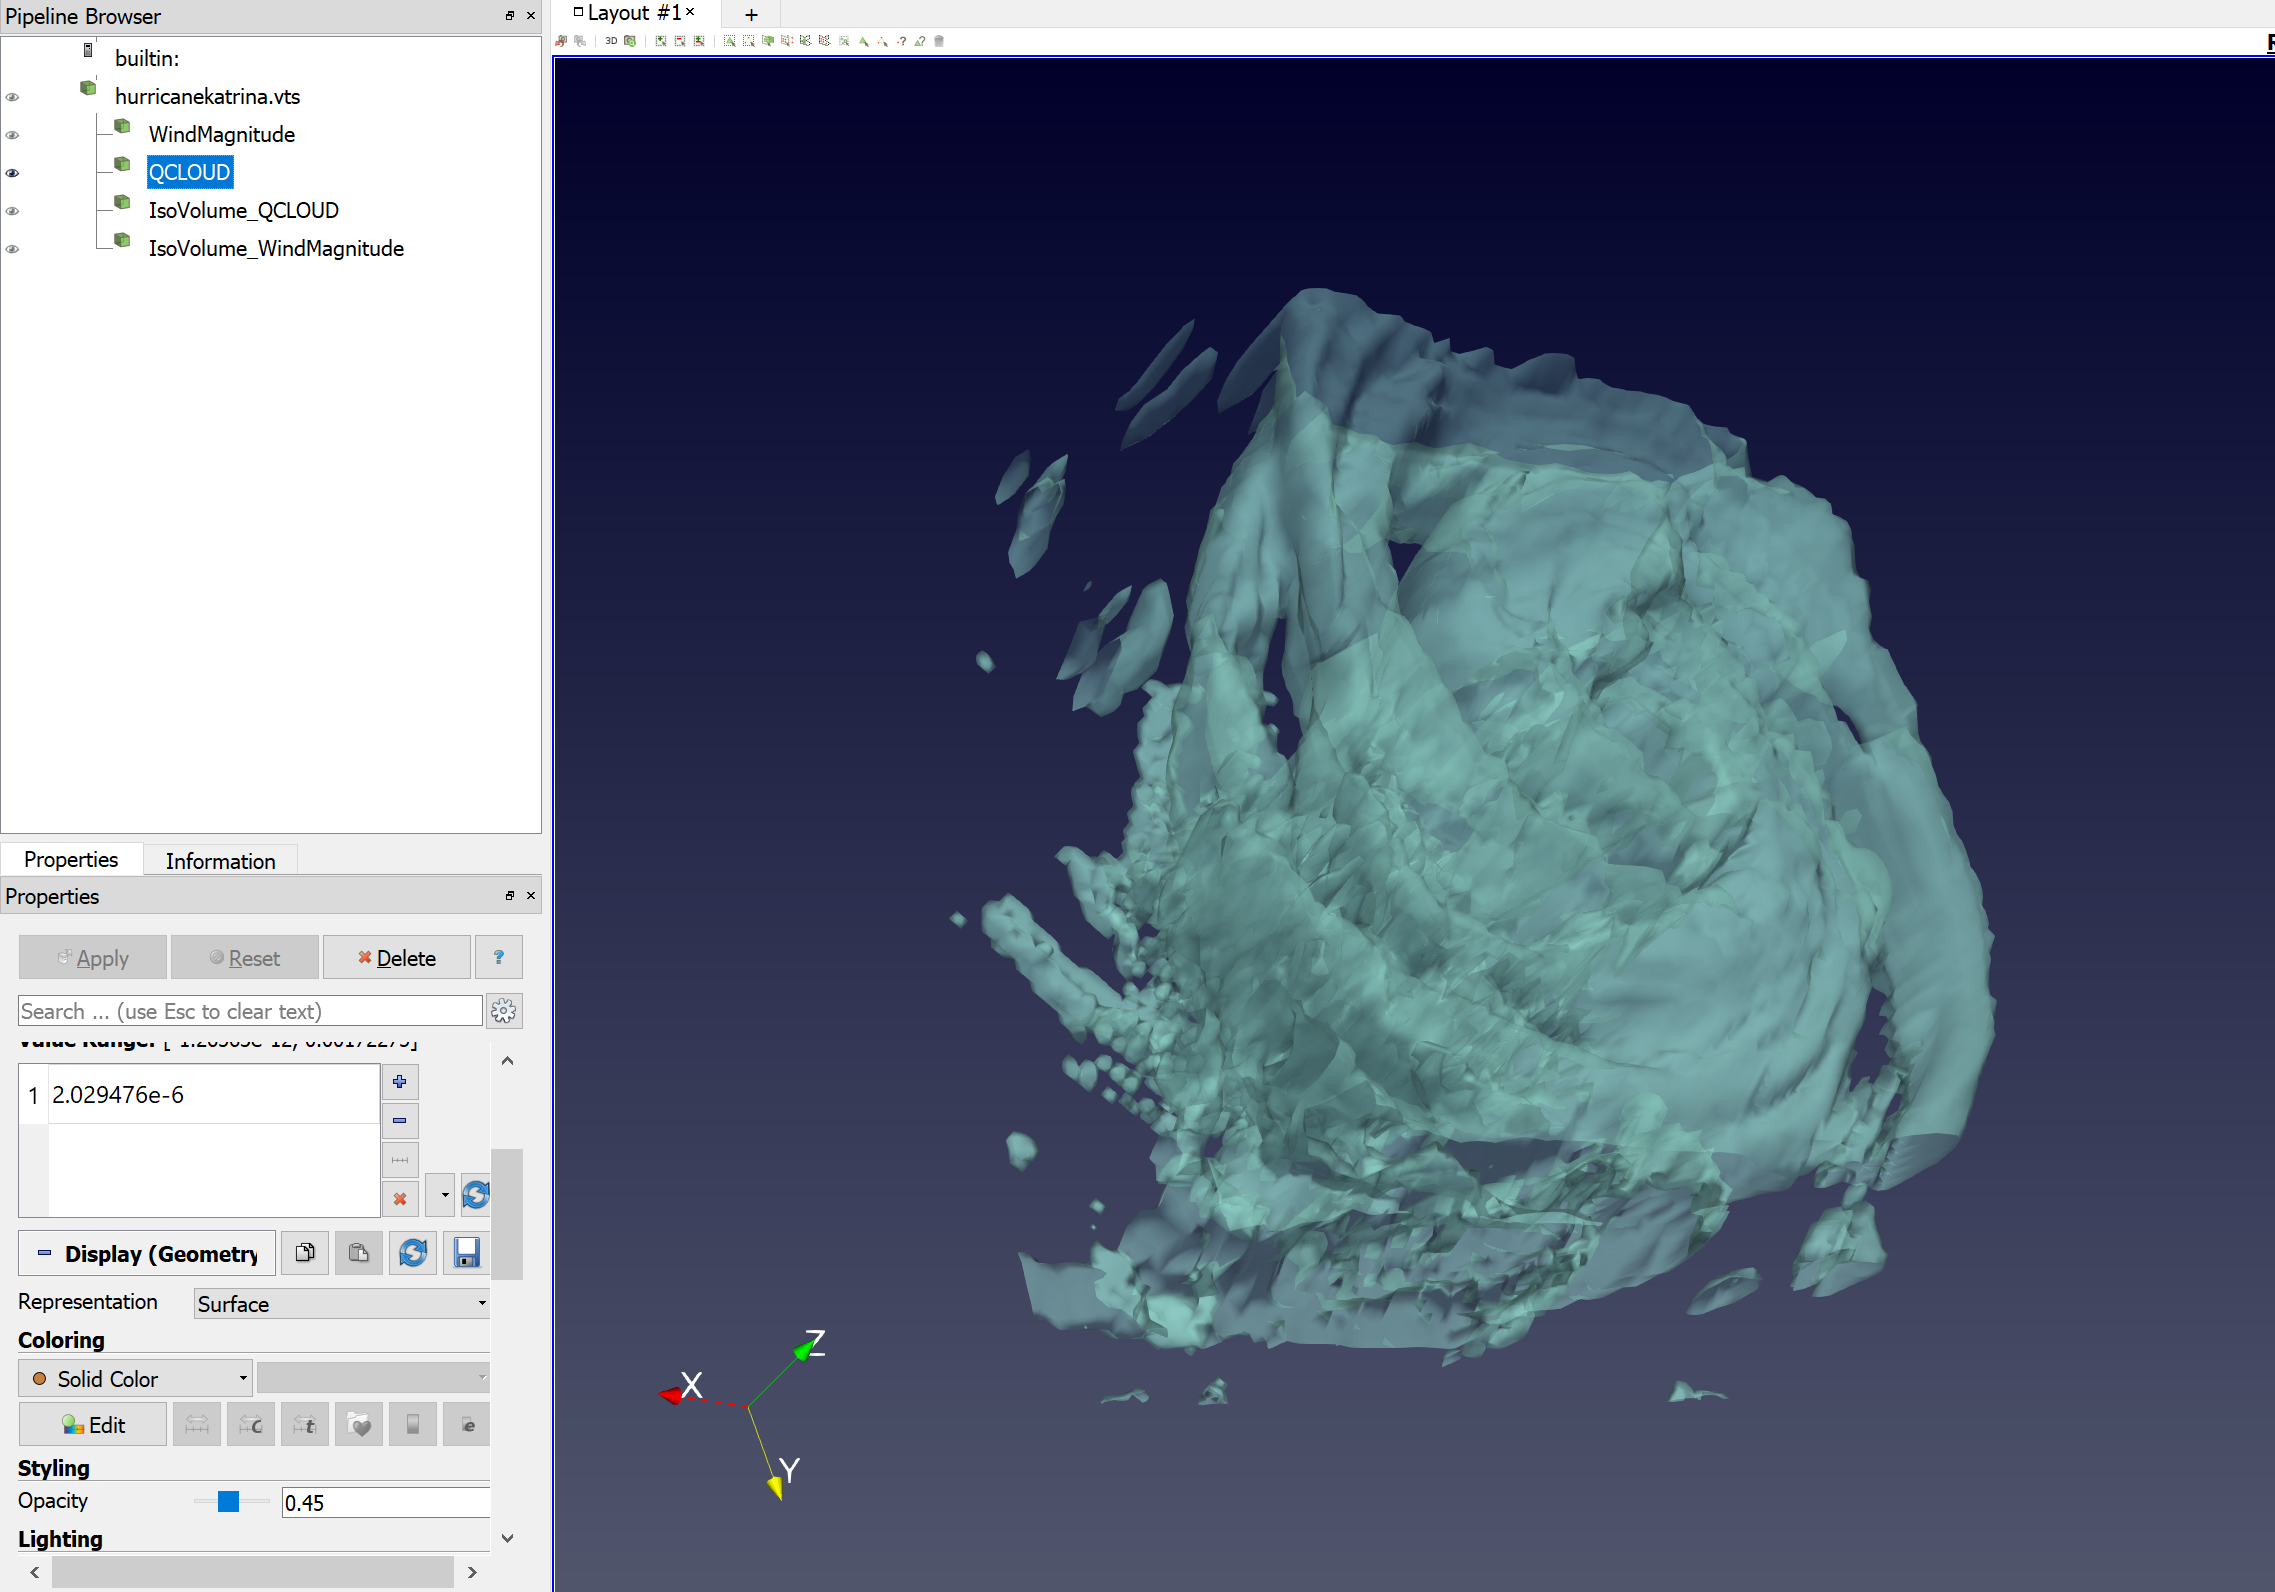 Pipeline Browser
Layout #1
3D
builtin:
hurricanekatrina.vts
WindMagnitude
QCLOUD
IsoVolume_QCLOUD
IsoVolume_WindMagnitude
Properties Information
Properties
Apply Reset Delete ?
Search ... (use Esc to clear text)
1 2.029476e-6
Display (Geometry
Representation Surface
Coloring
Solid Color
Edit c t e
Styling
Opacity 0.45
Lighting
Z
X
Y